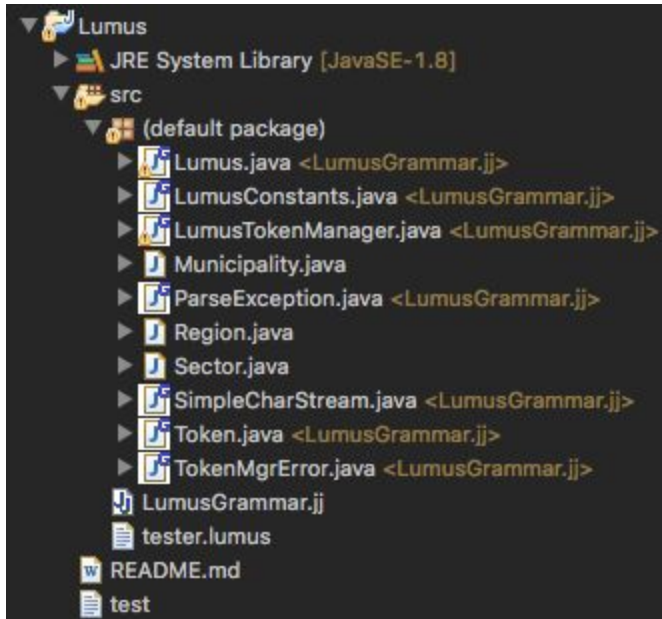 Lumus
JRE System Library [JavaSE-1.8]
src
(default package)
Lumus.java <LumusGrammar.jj>
LumusConstants.java <LumusGrammar.jj>
LumusTokenManager.java <LumusGrammar.jj>
Municipality.java
ParseException.java <LumusGrammar.jj>
Region.java
Sector.java
SimpleCharStream.java <LumusGrammar.jj>
Token.java <LumusGrammar.jj>
TokenMgrError.java <LumusGrammar.jj>
LumusGrammar.jj
tester.lumus
README.md
test